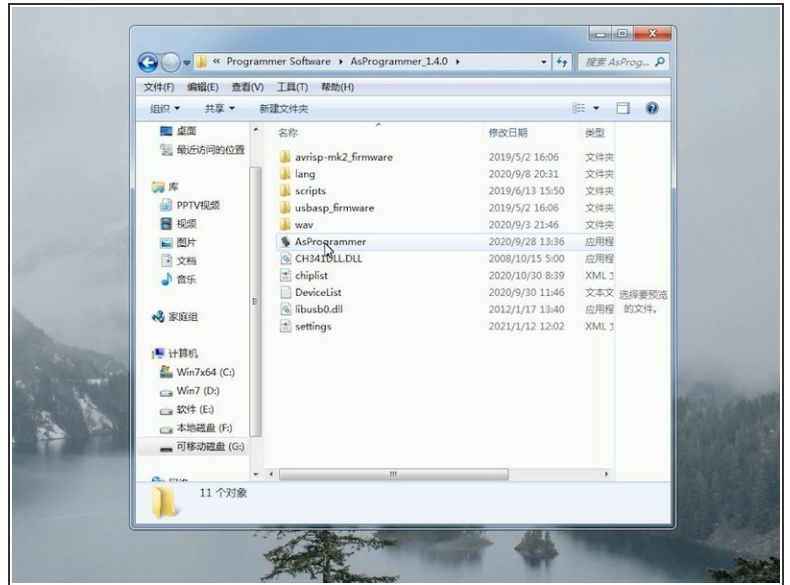 « Programmer Software ▸ AsProgrammer_1.4.0 ▸ 搜索 AsProg...
文件(F) 编辑(E) 查看(V) 工具(T) 帮助(H)
组织 共享 新建文件夹
桌面
最近访问的位置
库
PPTV视频
视频
图片
文档
音乐
家庭组
计算机
Win7x64 (C:)
Win7 (D:)
软件 (E:)
本地磁盘 (F:)
可移动磁盘 (G:)
名称 修改日期 类型
avrisp-mk2_firmware 2019/5/2 16:06 文件夹
lang 2020/9/8 20:31 文件夹
scripts 2019/6/13 15:50 文件夹
usbasp_firmware 2019/5/2 16:06 文件夹
wav 2020/9/3 21:46 文件夹
AsProgrammer 2020/9/28 13:36 应用程
CH341DLL.DLL 2008/10/15 5:00 应用程
chiplist 2020/10/30 8:39 XML
DeviceList 2020/9/30 11:46 文本文
libusb0.dll 2012/1/17 13:40 应用程
settings 2021/1/12 12:02 XML
选择要预览
的文件。
11 个对象